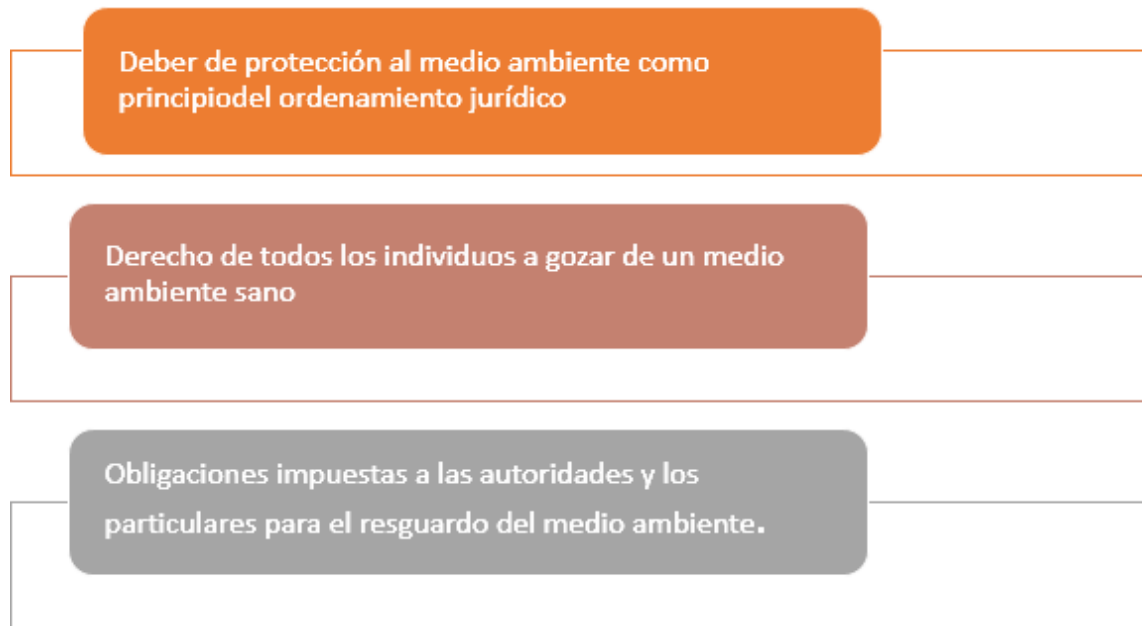 Deber de protección al medio ambiente como
principiodel ordenamiento jurídico
Derecho de todos los individuos a gozar de un medio
ambiente sano
Obligaciones impuestas a las autoridades y los
particulares para el resguardo del medio ambiente.